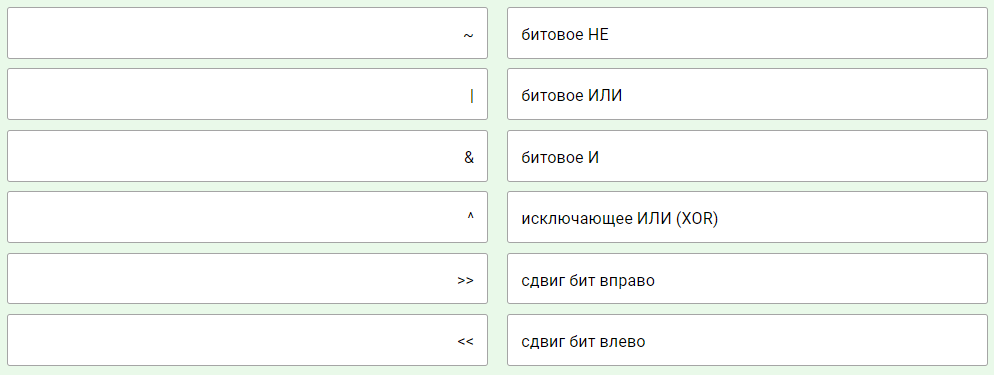 ~ битовое НЕ
| битовое ИЛИ
& битовое И
^ исключающее ИЛИ (XOR)
>> сдвиг бит вправо
<< сдвиг бит влево